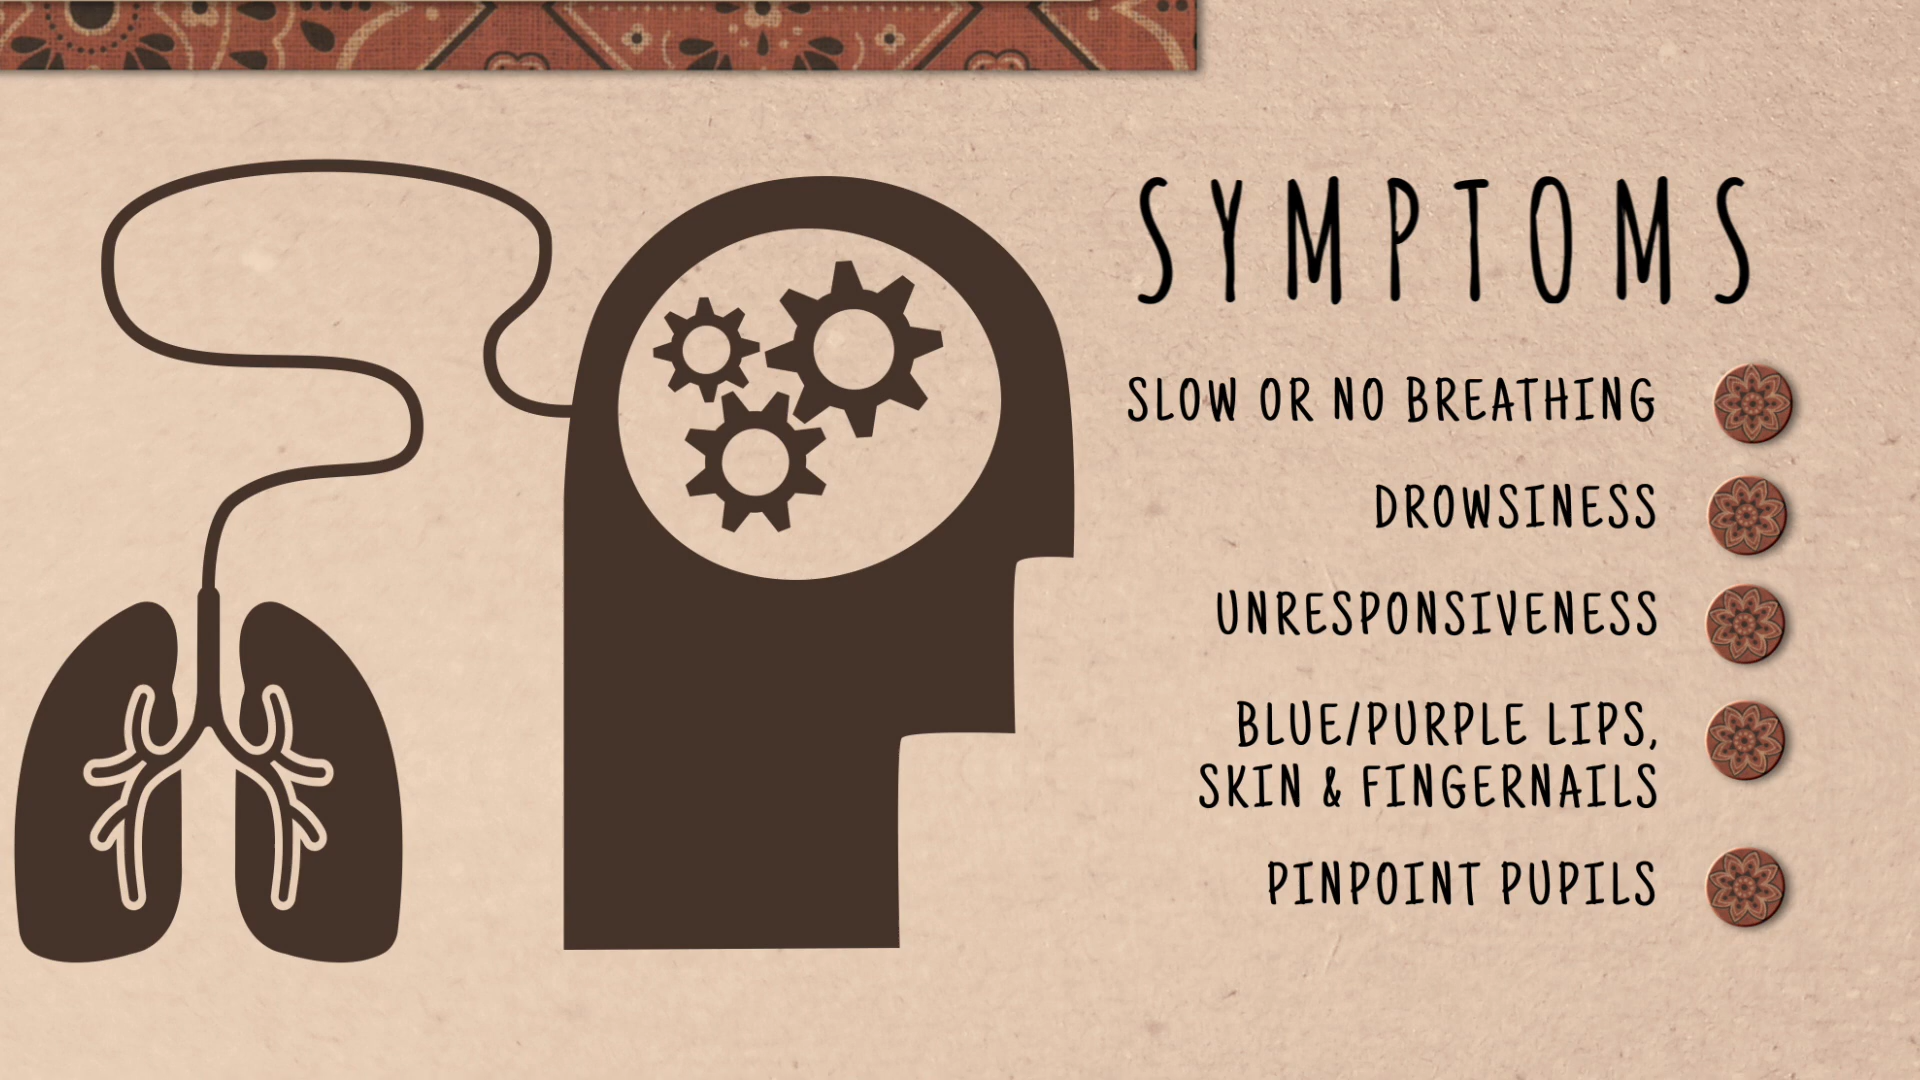 SYMPTOMS
SLOW OR NO BREATHING
DROWSINESS
UNRESPONSIVENESS
BLUE/PURPLE LIPS,
SKIN & FINGERNAILS
PINPOINT PUPILS